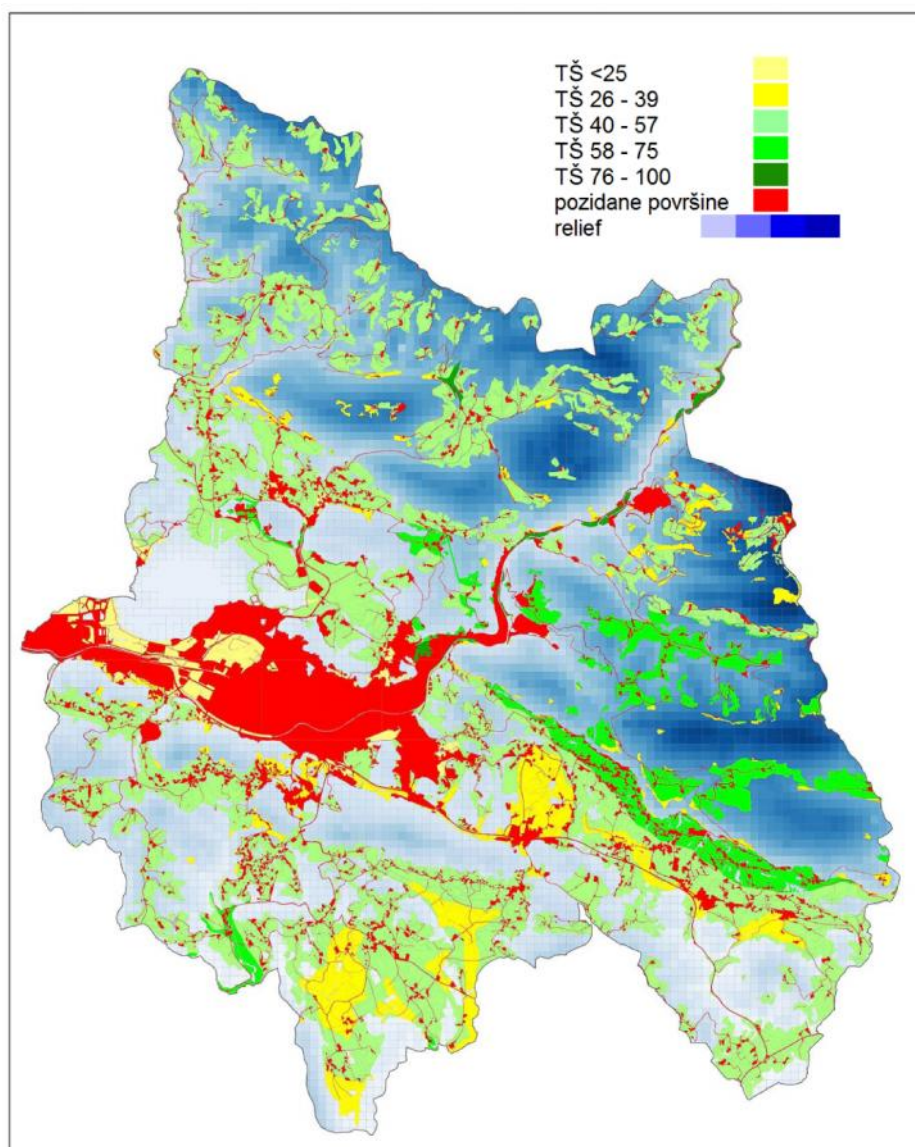 TŠ <25
TŠ 26 - 39
TŠ 40 - 57
TŠ 58 - 75
TŠ 76 - 100
pozidane površine
relief